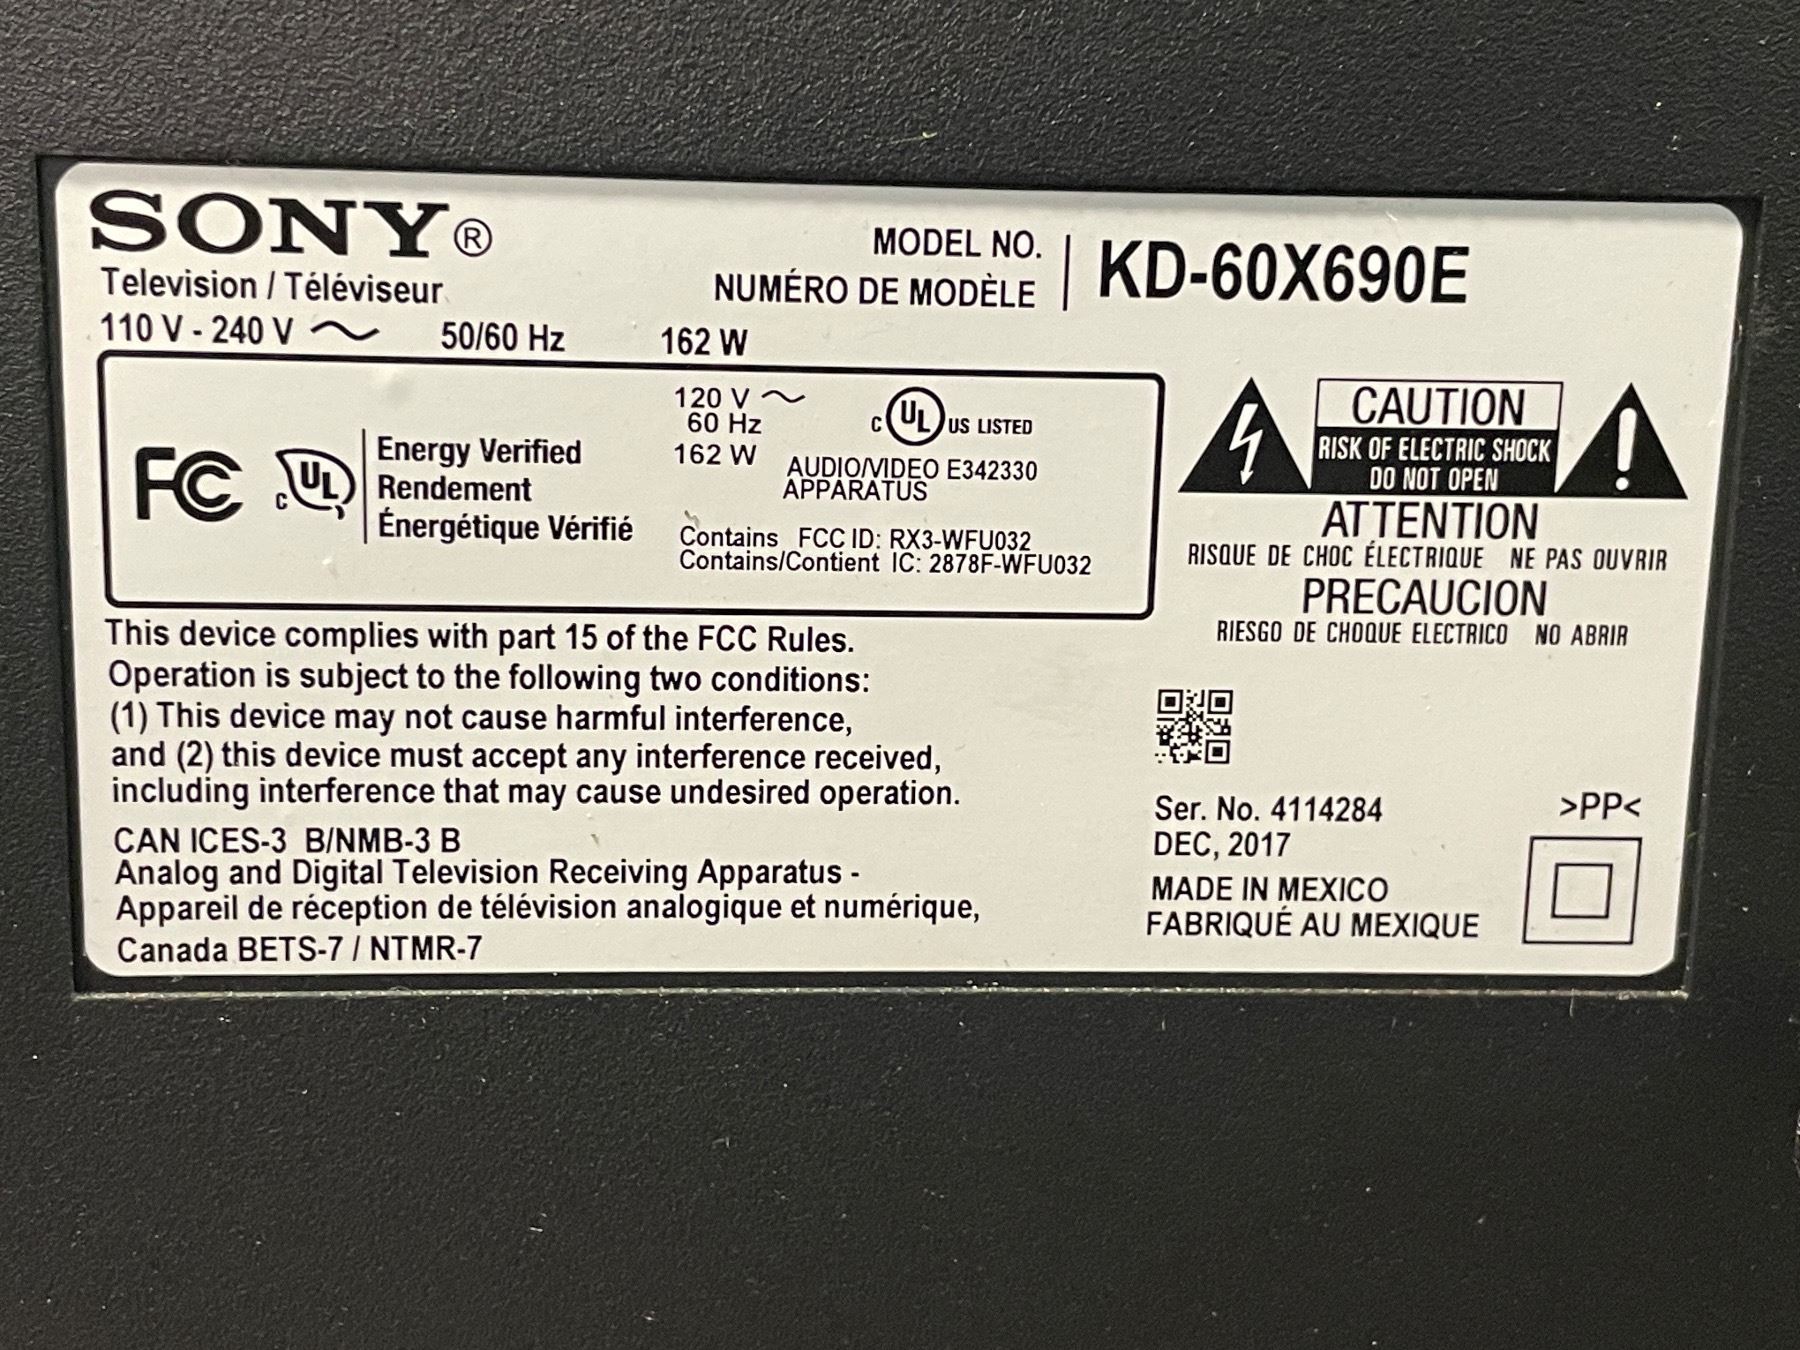 SONY®
Television / Téléviseur
MODEL NO.
NUMÉRO DE MODÈLE
KD-60X690E
110 V - 240 V ~ 50/60 Hz 162 W
FC
C UL
Energy Verified
Rendement
Énergétique Vérifié
120 V ~
60 Hz
162 W
C UL US LISTED
AUDIO/VIDEO E342330
APPARATUS
Contains FCC ID: RX3-WFU032
Contains/Contient IC: 2878F-WFU032
CAUTION
RISK OF ELECTRIC SHOCK
DO NOT OPEN
ATTENTION
RISQUE DE CHOC ÉLECTRIQUE NE PAS OUVRIR
PRECAUCION
RIESGO DE CHOQUE ELECTRICO NO ABRIR
This device complies with part 15 of the FCC Rules.
Operation is subject to the following two conditions:
(1) This device may not cause harmful interference,
and (2) this device must accept any interference received,
including interference that may cause undesired operation.
CAN ICES-3 B/NMB-3 B
Analog and Digital Television Receiving Apparatus -
Appareil de réception de télévision analogique et numérique,
Canada BETS-7 / NTMR-7
Ser. No. 4114284
DEC, 2017
MADE IN MEXICO
FABRIQUÉ AU MEXIQUE
>PP<